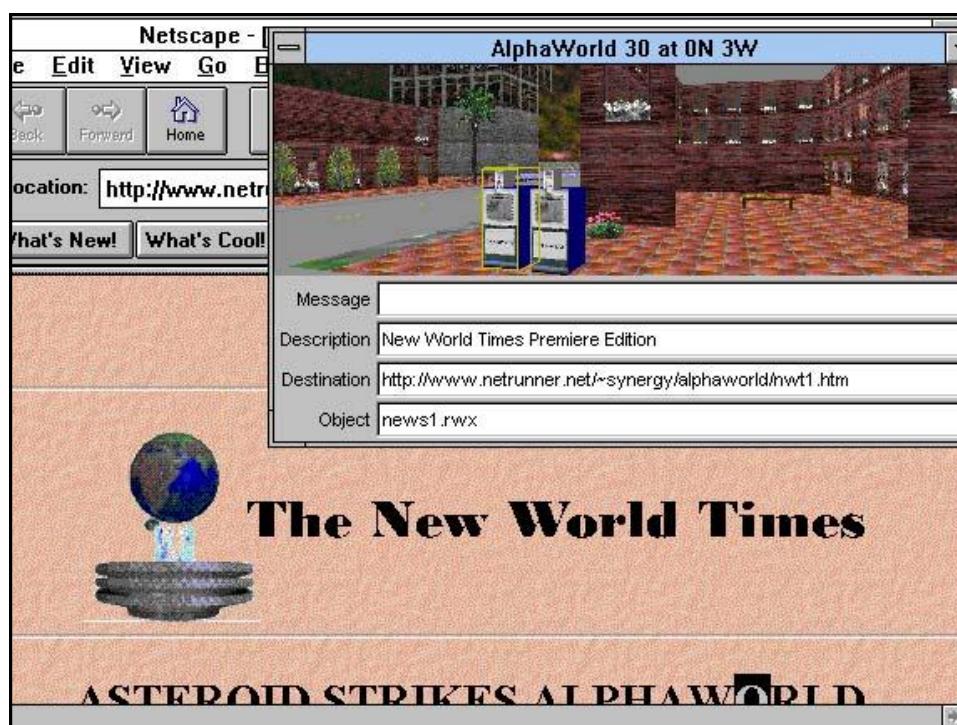 Netscape - [
AlphaWorld 30 at 0N 3W
e Edit View Go B
Back Forward Home
ocation: http://www.netru
hat's New! What's Cool!
Message
Description New World Times Premiere Edition
Destination http://www.netrunner.net/~synergy/alphaworld/nwt1.htm
Object news1.rwx
The New World Times
ASTEROID STRIKES ALPHAWORLD